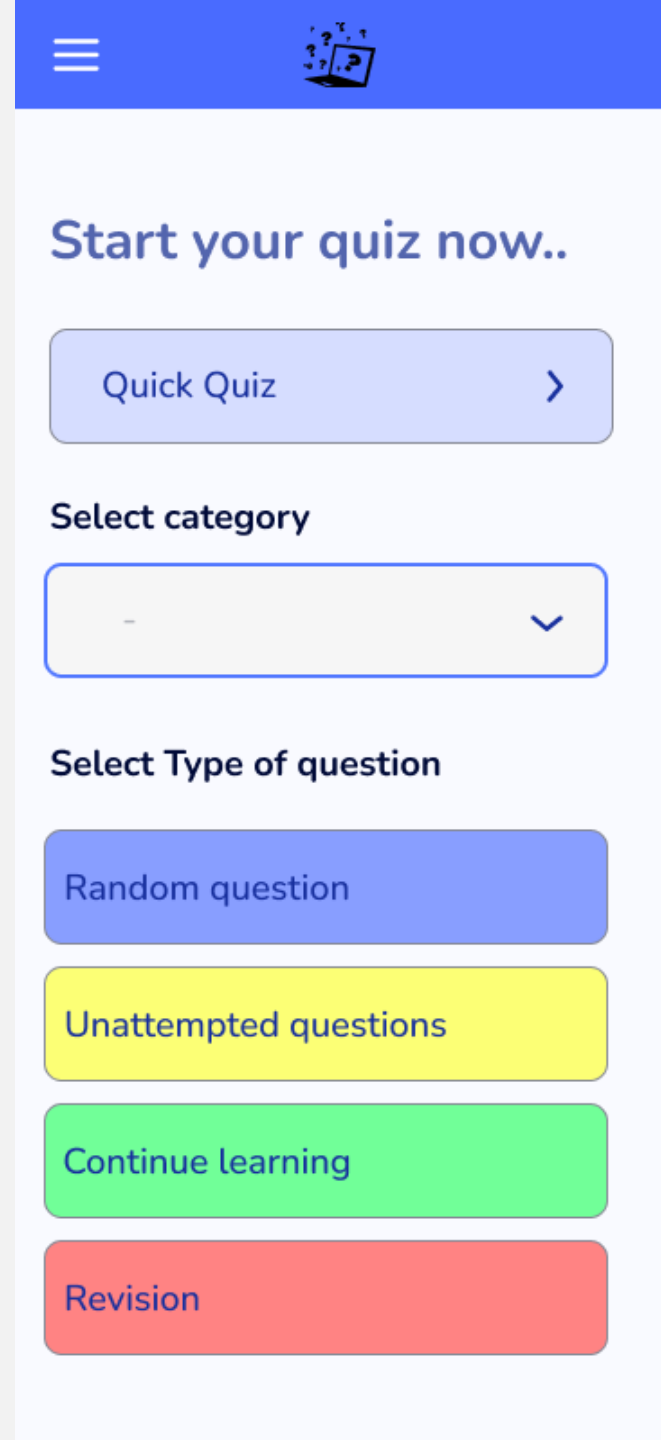 Start your quiz now..
Quick Quiz
Select category
-
Select Type of question
Random question
Unattempted questions
Continue learning
Revision